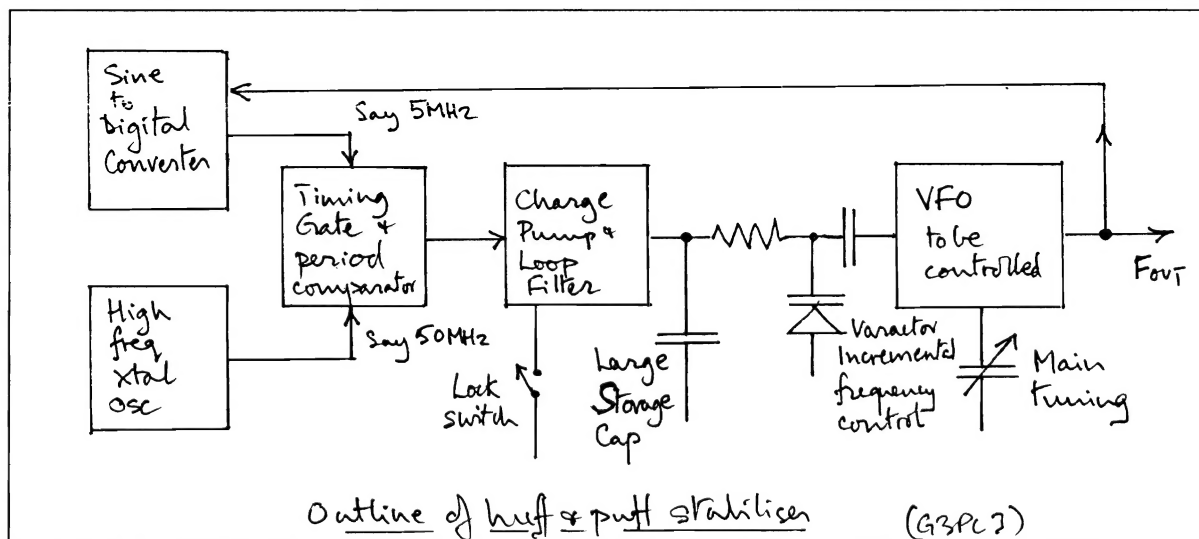 Sine
to
Digital
Converter
Say 5MHz
Timing
Gate &
period
comparator
High
freq
xtal
osc
Say 50MHz
Charge
Pump &
Loop
Filter
Lock
switch
Large
Storage
Cap
Varactor
Incremental
frequency
control
VFO
to be
controlled
Main
tuning
FOUT
Outline of huff & puff stabiliser (G3PCJ)